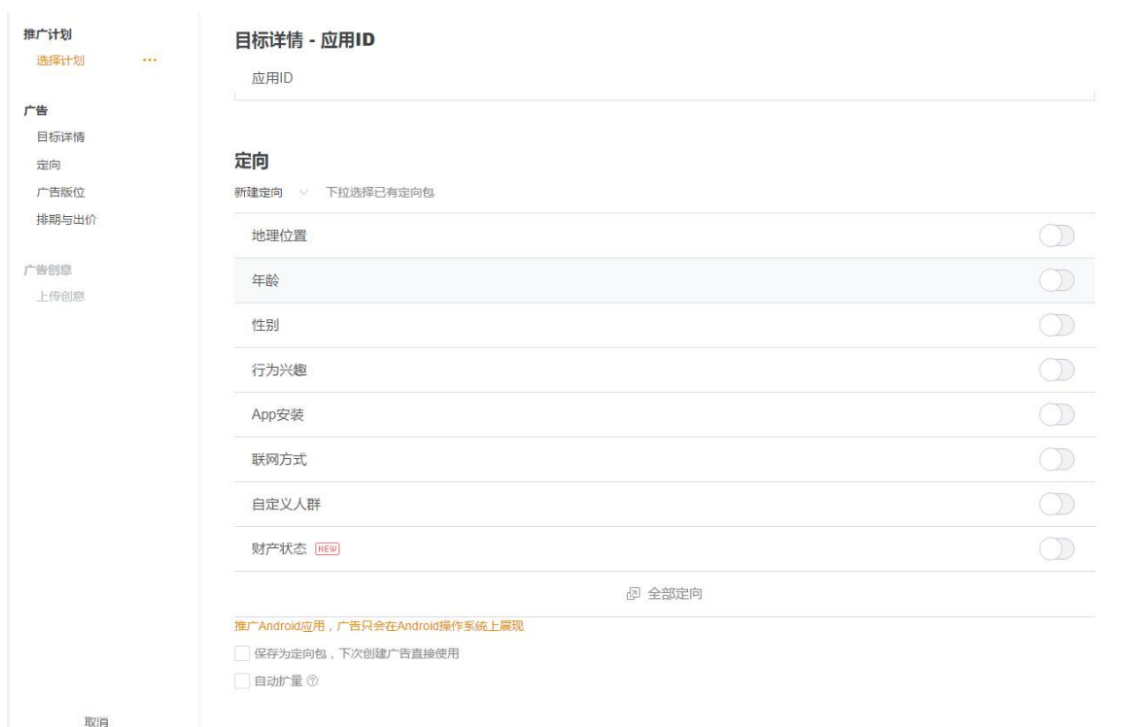 推广计划
选择计划 ...
广告
目标详情
定向
广告版位
排期与出价
广告创意
上传创意
取消
目标详情 - 应用ID
应用ID
定向
新建定向 下拉选择已有定向包
地理位置
年龄
性别
行为兴趣
App安装
联网方式
自定义人群
财产状态 NEW
全部定向
推广Android应用，广告只会在Android操作系统上展现
保存为定向包，下次创建广告直接使用
自动扩量 ?